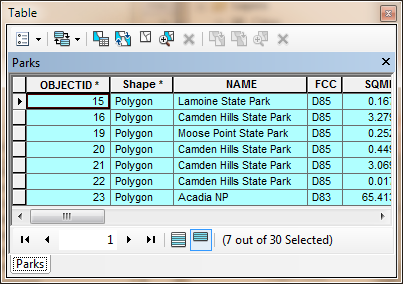 Table
Parks
OBJECTID * Shape * NAME FCC SQMI
15 Polygon Lamoine State Park D85 0.167
16 Polygon Camden Hills State Park D85 3.279
19 Polygon Moose Point State Park D85 0.252
20 Polygon Camden Hills State Park D85 0.449
21 Polygon Camden Hills State Park D85 3.069
22 Polygon Camden Hills State Park D85 0.017
23 Polygon Acadia NP D83 65.413
1 (7 out of 30 Selected)
Parks